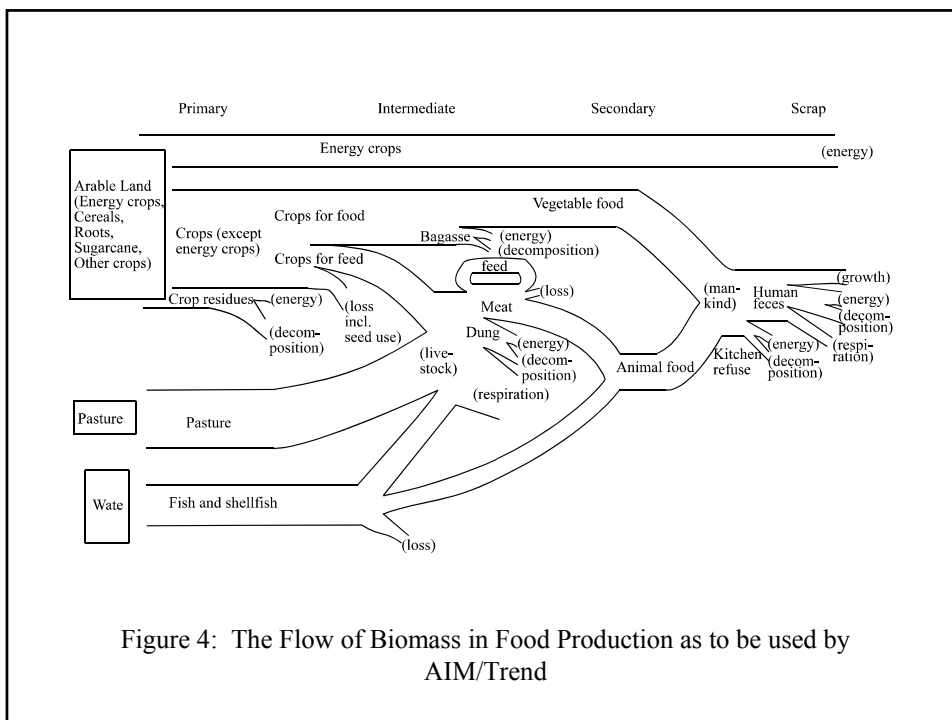 Primary Intermediate Secondary Scrap
Energy crops
(energy)
Arable Land
(Energy crops,
Cereals,
Roots,
Sugarcane,
Other crops)
Crops (except
energy crops)
Crops for food
Crops for feed
Vegetable food
Bagasse
(energy)
(decomposition)
feed
(loss)
Crop residues
(energy)
(decom-
position)
(loss
incl.
seed use)
Meat
Dung
(energy)
(decom-
position)
(live-
stock)
(respiration)
Animal food
(man-
kind)
Human
feces
(growth)
(energy)
(decom-
position)
(respi-
ration)
Kitchen
refuse
(energy)
(decom-
position)
Pasture
Pasture
Wate
Fish and shellfish
(loss)
Figure 4: The Flow of Biomass in Food Production as to be used by
AIM/Trend